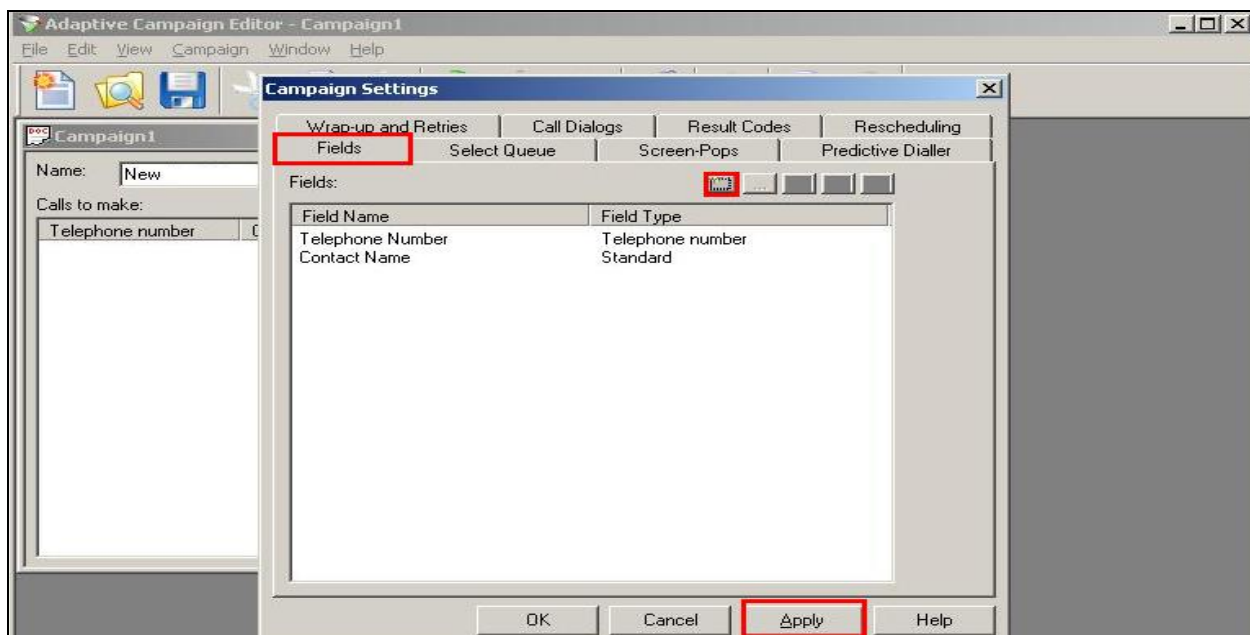 Adaptive Campaign Editor - Campaign1
File Edit View Campaign Window Help
Campaign Settings
Campaign1
Wrap-up and Retries Call Dialogs Result Codes Rescheduling
Fields Select Queue Screen-Pops Predictive Dialler
Name: New
Fields:
...
Calls to make:
Telephone number
Field Name Field Type
Telephone Number Telephone number
Contact Name Standard
OK Cancel Apply Help